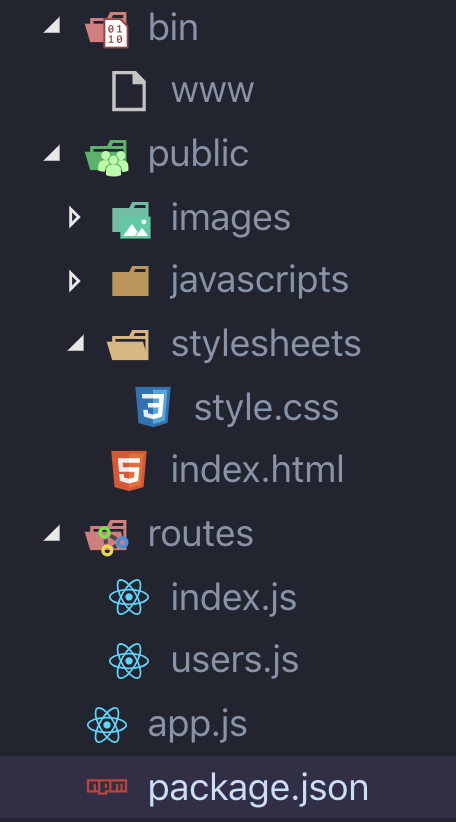 bin
www
public
images
javascripts
stylesheets
style.css
index.html
routes
index.js
users.js
app.js
package.json